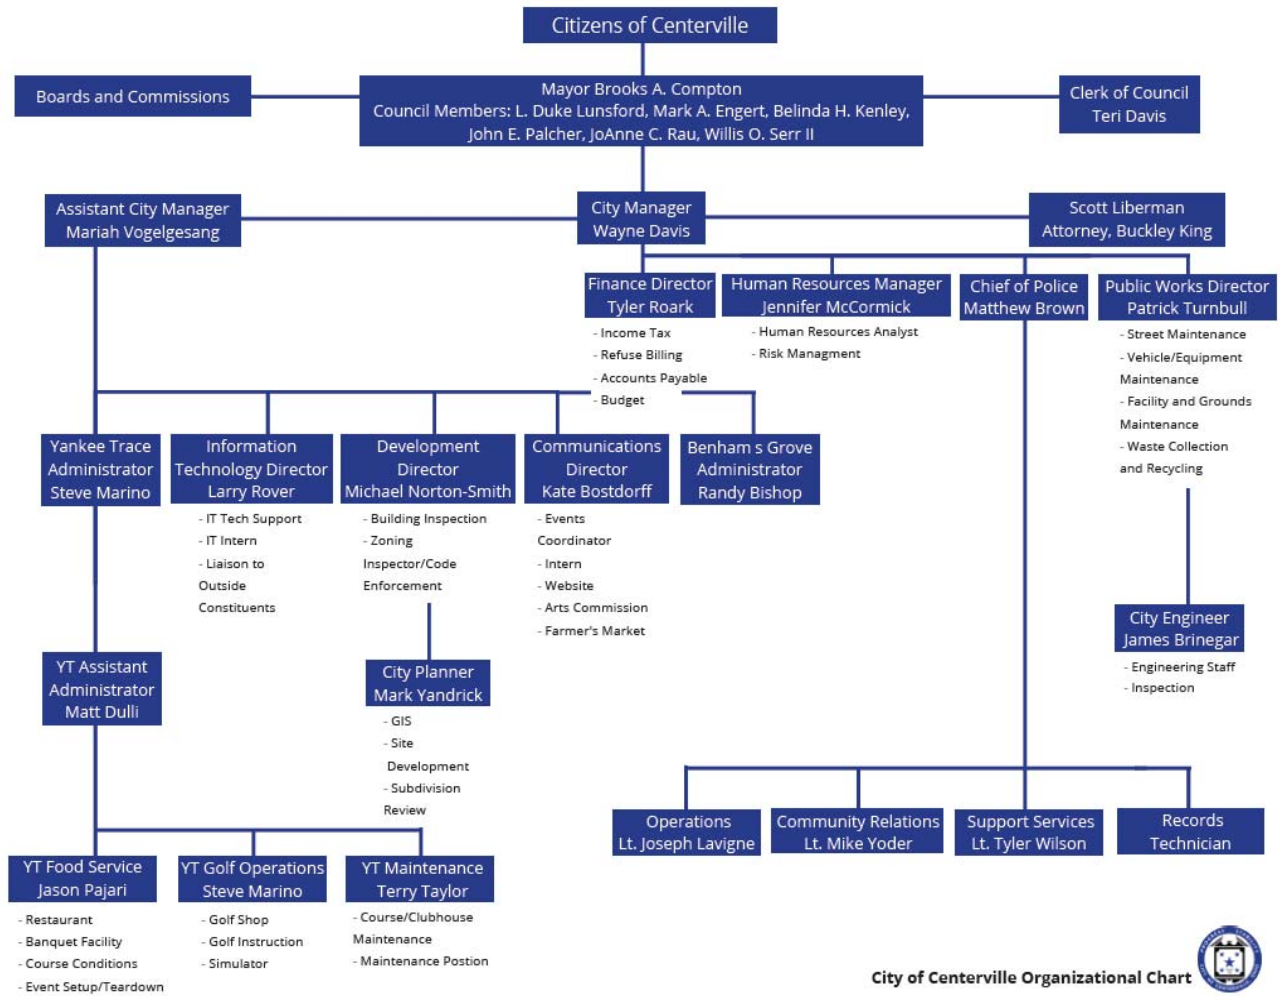 Citizens of Centerville
Boards and Commissions
Mayor Brooks A. Compton
Council Members: L. Duke Lunsford, Mark A. Engert, Belinda H. Kenley,
John E. Palcher, JoAnne C. Rau, Willis O. Serr II
Clerk of Council
Teri Davis
Assistant City Manager
Mariah Vogelgesang
City Manager
Wayne Davis
Scott Liberman
Attorney, Buckley King
Finance Director
Tyler Roark
- Income Tax
- Refuse Billing
- Accounts Payable
- Budget
Human Resources Manager
Jennifer McCormick
- Human Resources Analyst
- Risk Managment
Chief of Police
Matthew Brown
Public Works Director
Patrick Turnbull
- Street Maintenance
- Vehicle/Equipment
Maintenance
- Facility and Grounds
Maintenance
- Waste Collection
and Recycling
Yankee Trace
Administrator
Steve Marino
Information
Technology Director
Larry Rover
- IT Tech Support
- IT Intern
- Liaison to
Outside
Constituents
Development
Director
Michael Norton-Smith
- Building Inspection
- Zoning
Inspector/Code
Enforcement
Communications
Director
Kate Bostdorff
- Events
Coordinator
- Intern
- Website
- Arts Commission
- Farmer's Market
Benham s Grove
Administrator
Randy Bishop
City Engineer
James Brinegar
- Engineering Staff
- Inspection
YT Assistant
Administrator
Matt Dulli
City Planner
Mark Yandrick
- GIS
- Site
Development
- Subdivision
Review
Operations
Lt. Joseph Lavigne
Community Relations
Lt. Mike Yoder
Support Services
Lt. Tyler Wilson
Records
Technician
YT Food Service
Jason Pajari
- Restaurant
- Banquet Facility
- Course Conditions
- Event Setup/Teardown
YT Golf Operations
Steve Marino
- Golf Shop
- Golf Instruction
- Simulator
YT Maintenance
Terry Taylor
- Course/Clubhouse
Maintenance
- Maintenance Postion
City of Centerville Organizational Chart